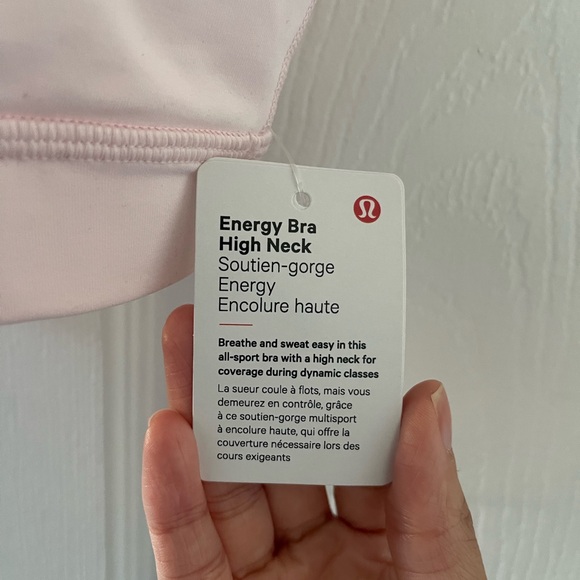 Energy Bra
High Neck
Soutien-gorge
Energy
Encolure haute
Breathe and sweat easy in this
all-sport bra with a high neck for
coverage during dynamic classes
La sueur coule à flots, mais vous
demeurez en contrôle, grâce
à ce soutien-gorge multisport
à encolure haute, qui offre la
couverture nécessaire lors des
cours exigeants